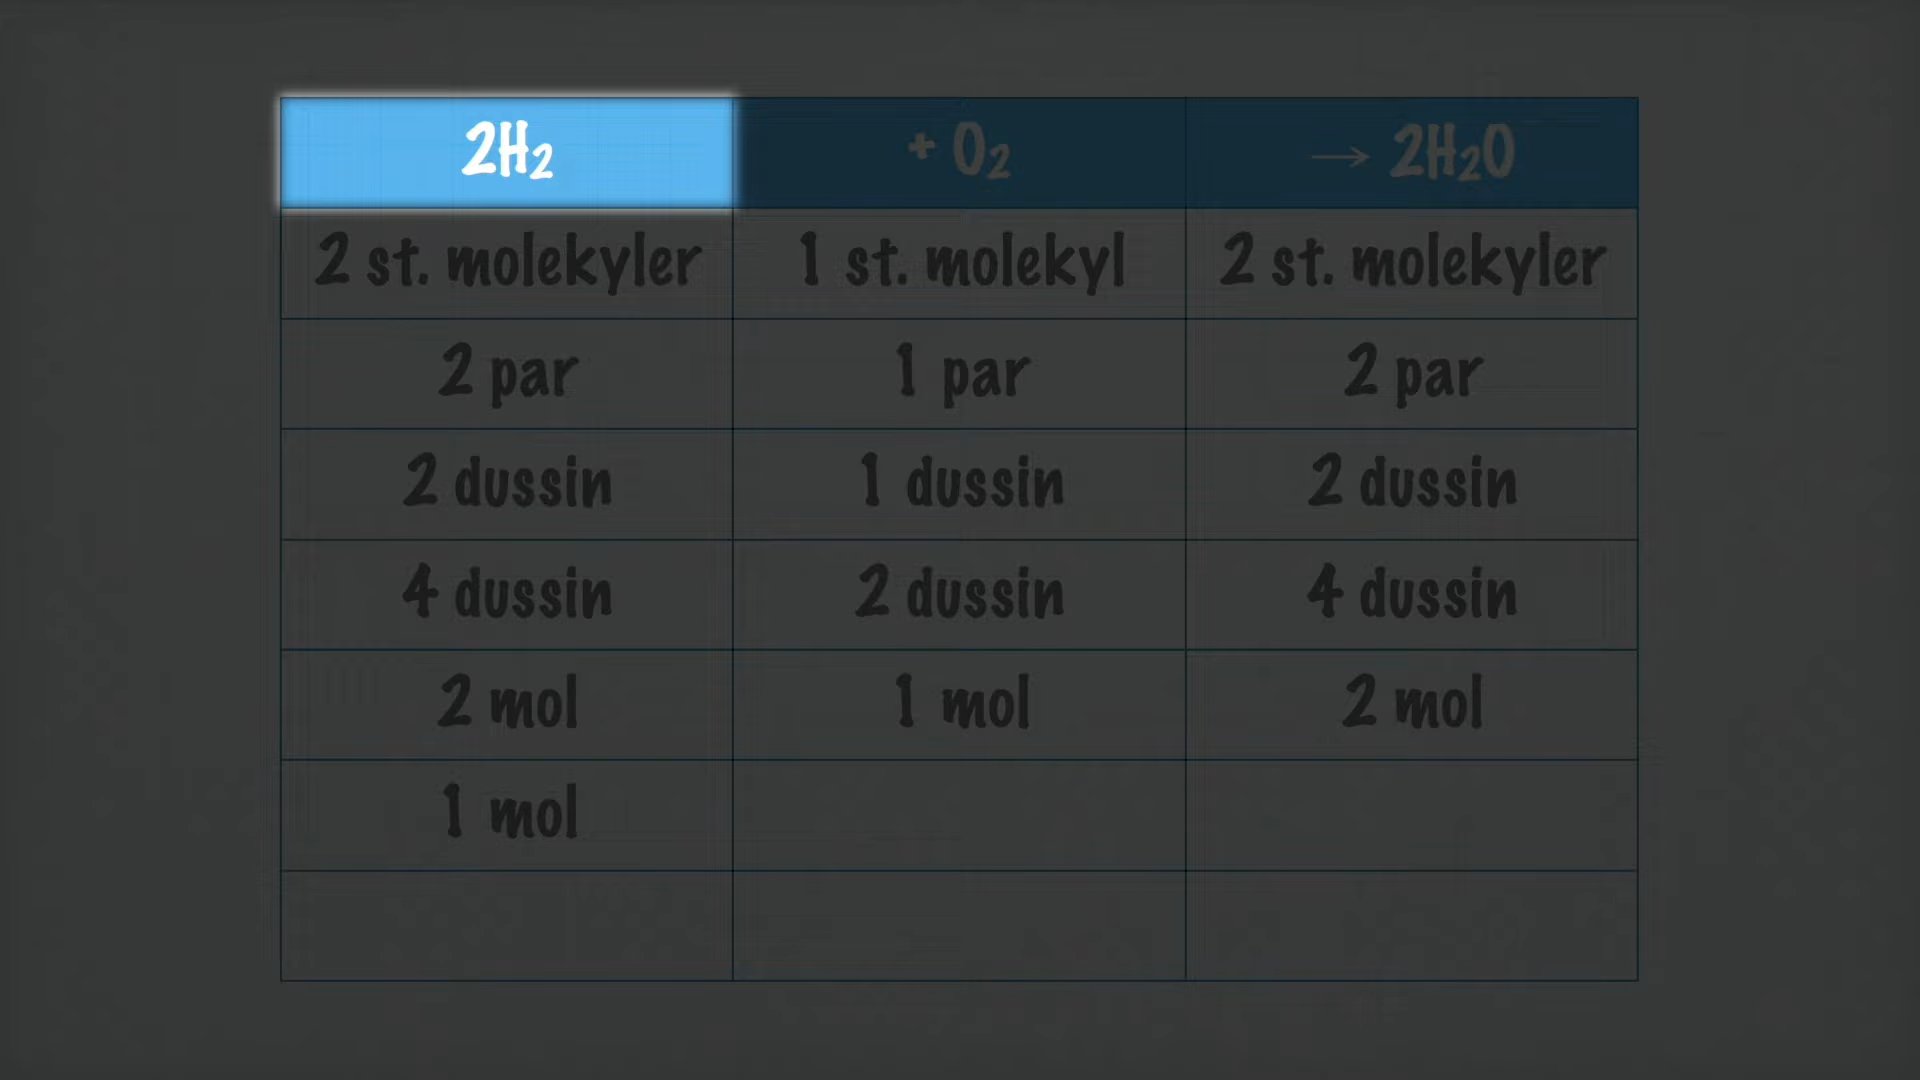 2H₂ + O₂ → 2H₂O
2 st. molekyler 1 st. molekyl 2 st. molekyler
2 par 1 par 2 par
2 dussin 1 dussin 2 dussin
4 dussin 2 dussin 4 dussin
2 mol 1 mol 2 mol
1 mol